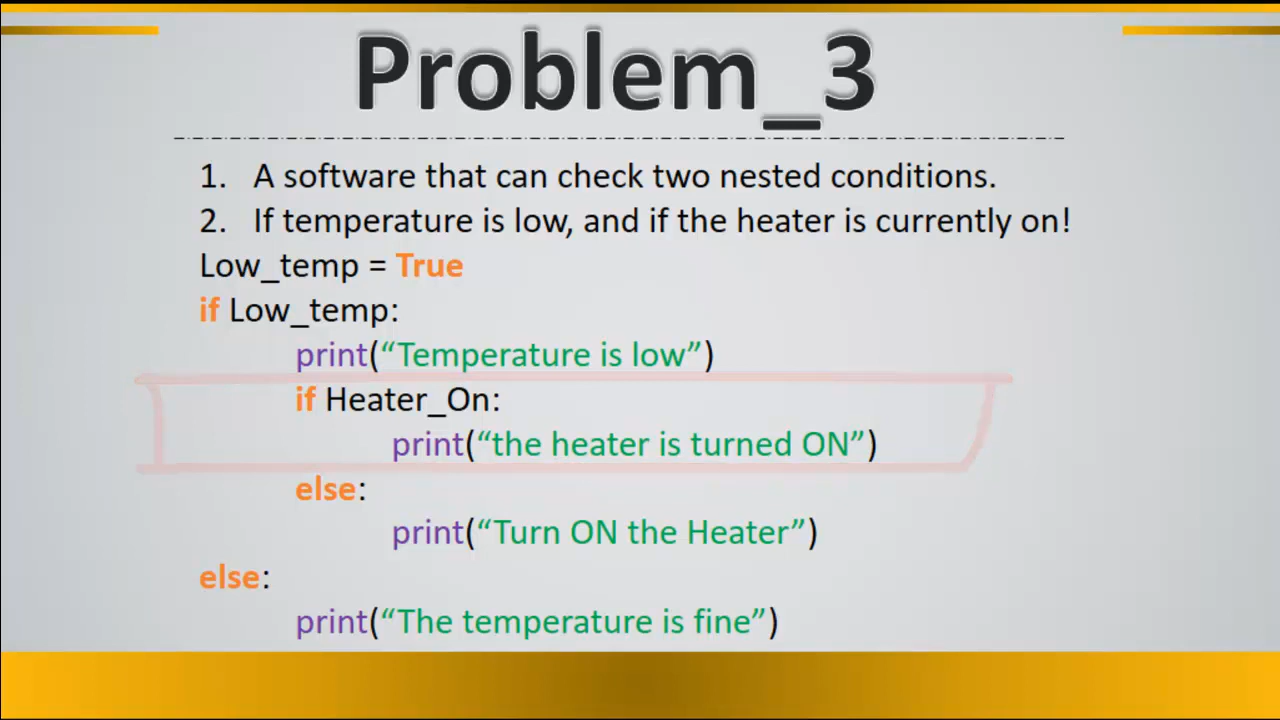 Problem_3
1. A software that can check two nested conditions.
2. If temperature is low, and if the heater is currently on!
Low_temp = True
if Low_temp:
print(“Temperature is low”)
if Heater_On:
print(“the heater is turned ON”)
else:
print(“Turn ON the Heater”)
else:
print(“The temperature is fine”)